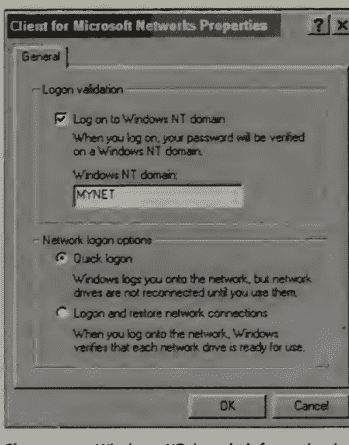 Client for Microsoft Networks Properties
? ×
General
Logon validation
Log on to Windows NT domain
When you log on, your password will be verified
on a Windows NT domain.
Windows NT domain:
MYNET
Network logon options
Quick logon
Windows logs you onto the network, but network
drives are not reconnected until you use them.
Logon and restore network connections
When you log onto the network, Windows
verifies that each network drive is ready for use.
OK Cancel